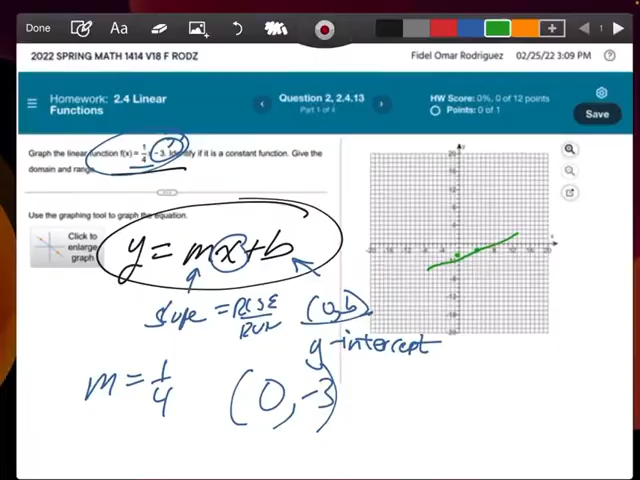 Done
Aa
1
2022 SPRING MATH 1414 V18 F RODZ
Fidel Omar Rodriguez
02/25/22 3:09 PM
Homework: 2.4 Linear Functions
Question 2, 2.4.13
Part 1 of 4
HW Score: 0%, 0 of 12 points
Points: 0 of 1
Save
Graph the linear function f(x) = 1/4 x - 3. Identify if it is a constant function. Give the
domain and range.
Use the graphing tool to graph the equation.
Click to
enlarge
graph
y = mx + b
slope = RISE/RUN
(0, b)
y-intercept
m = 1/4
(0, -3)